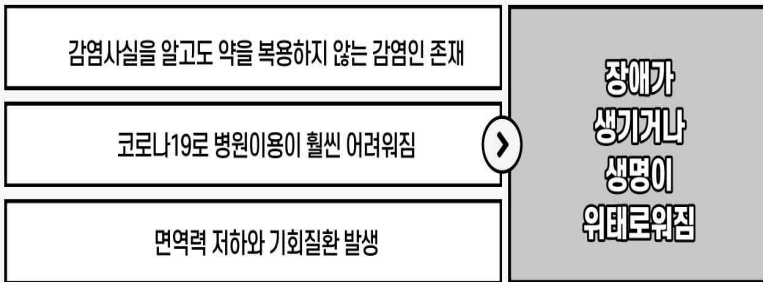 감염사실을 알고도 약을 복용하지 않는 감염인 존재
코로나19로 병원이용이 훨씬 어려워짐
면역력 저하와 기회질환 발생
장애가
생기거나
생명이
위태로워짐